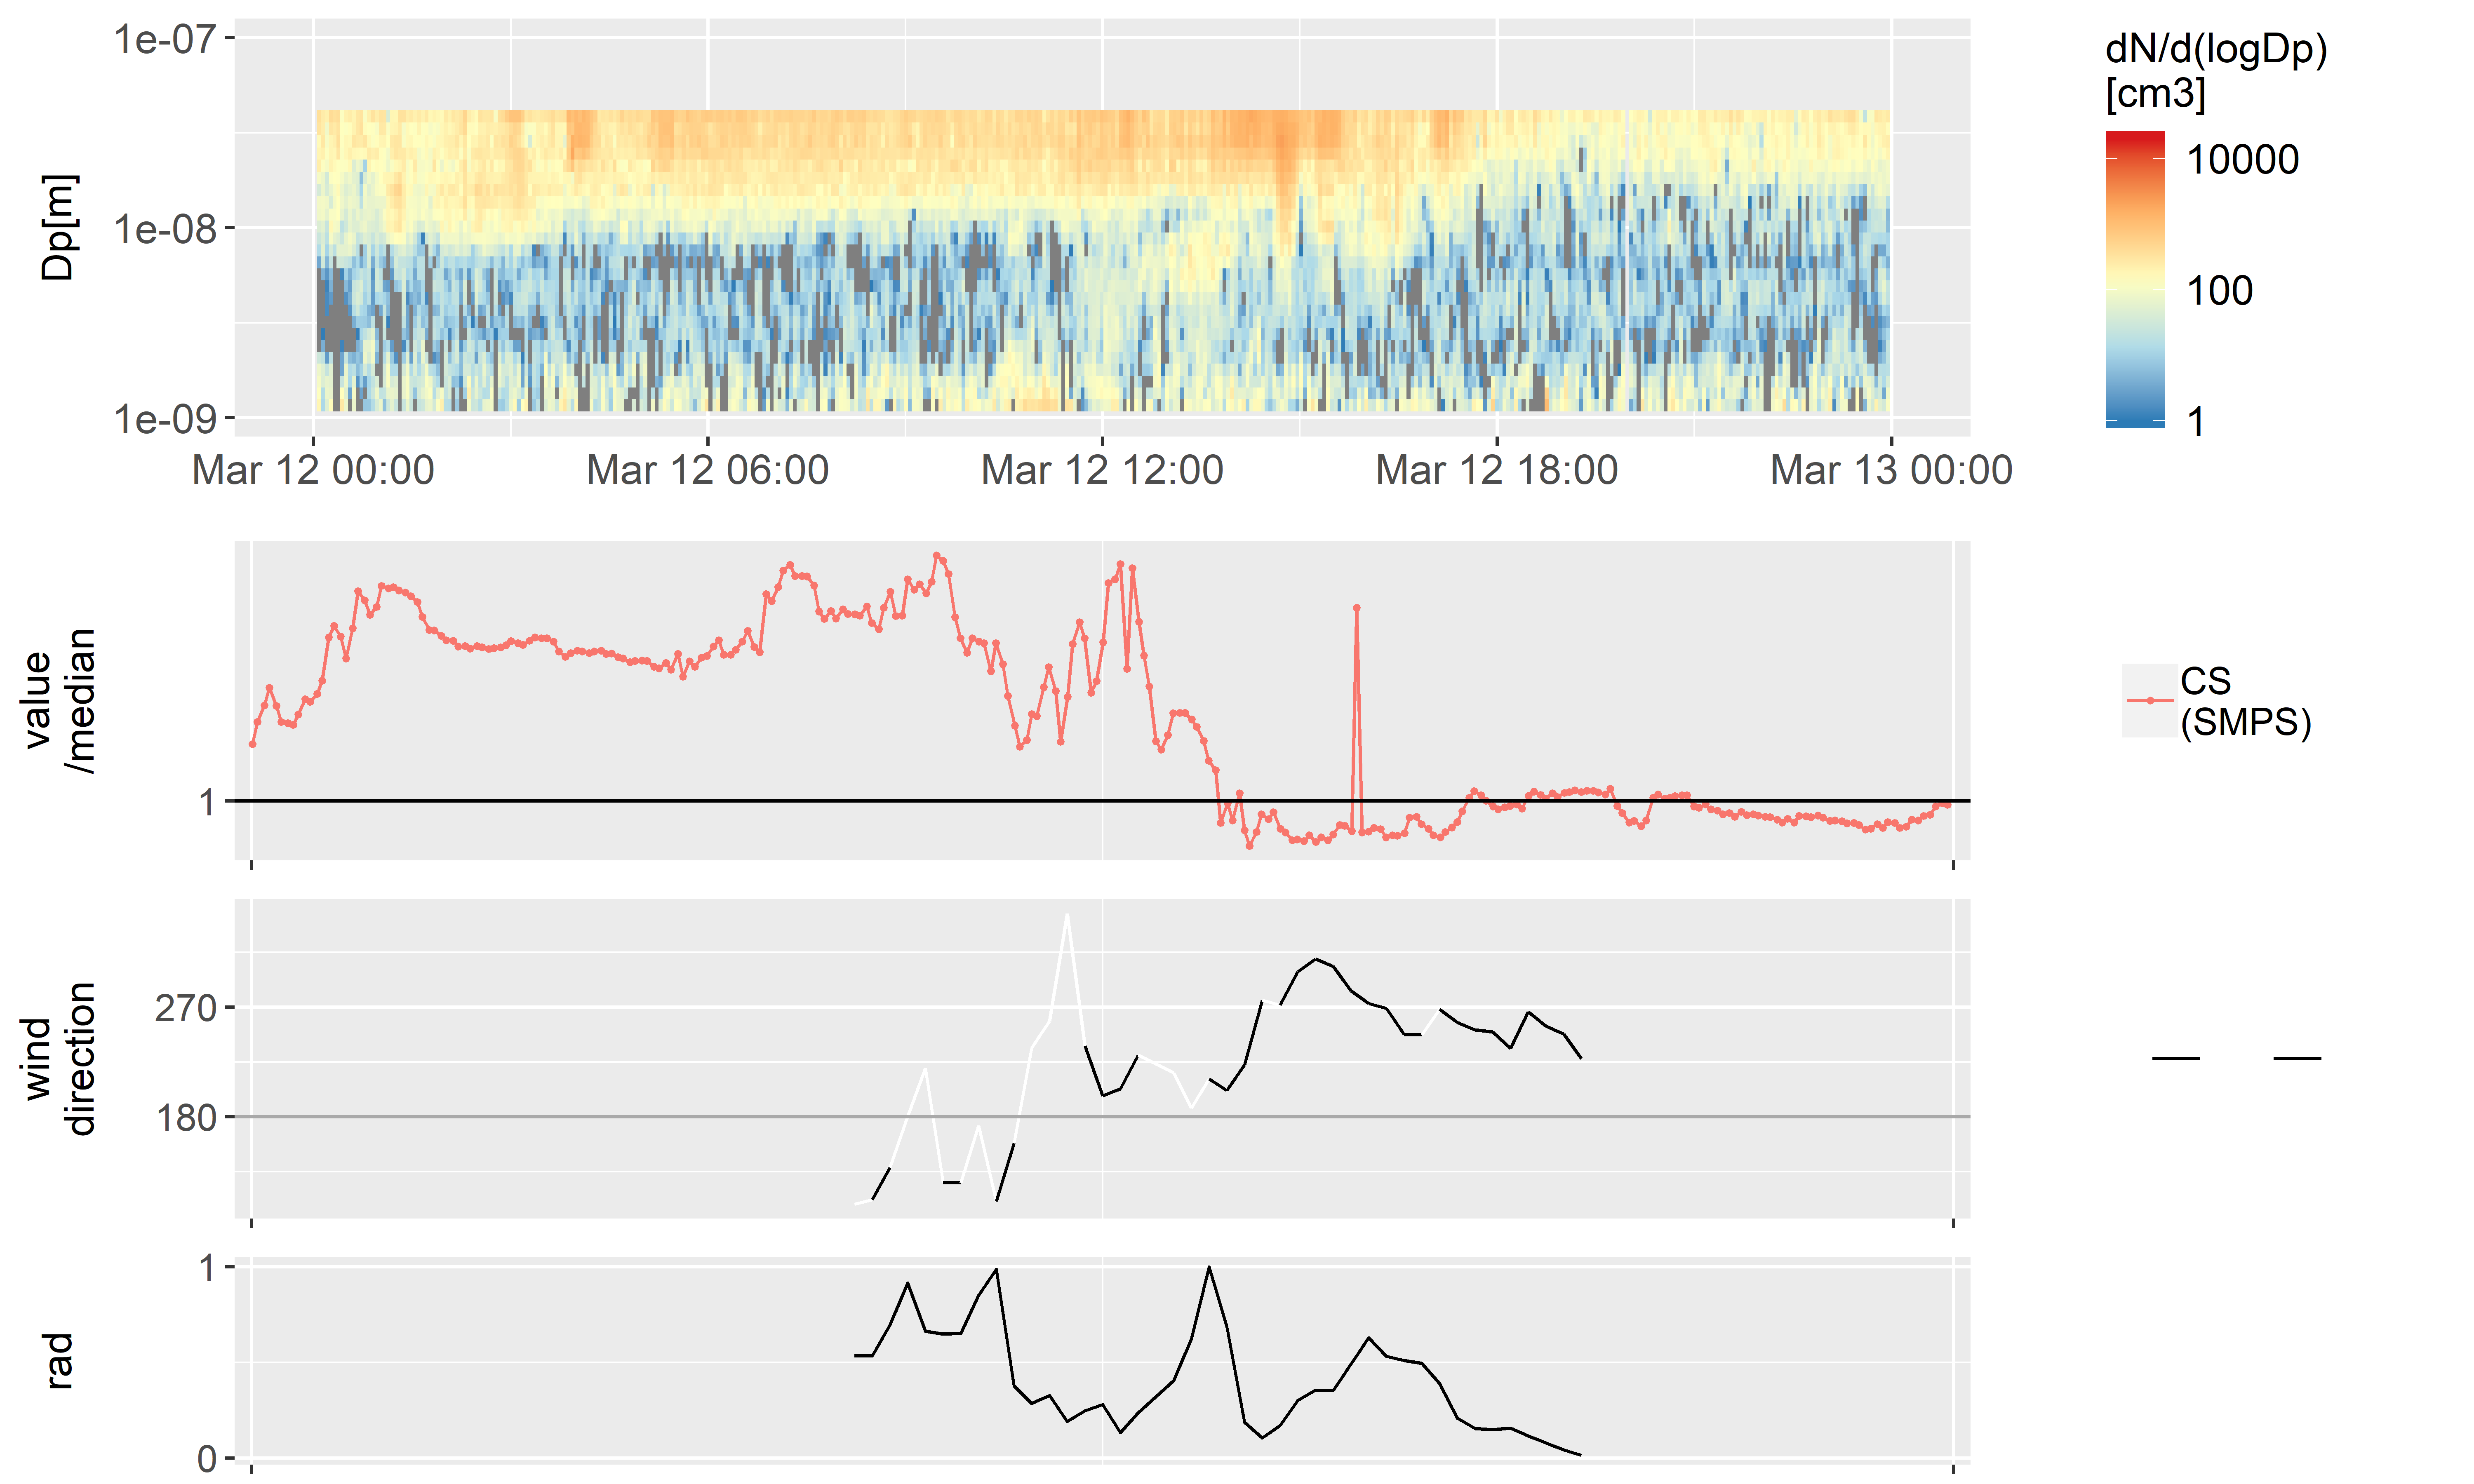 1e-07
1e-08
1e-09
Dp[m]
Mar 12 00:00
Mar 12 06:00
Mar 12 12:00
Mar 12 18:00
Mar 13 00:00
dN/d(logDp)
[cm3]
10000
100
1
value
/median
1
CS
(SMPS)
wind
direction
270
180
rad
1
0